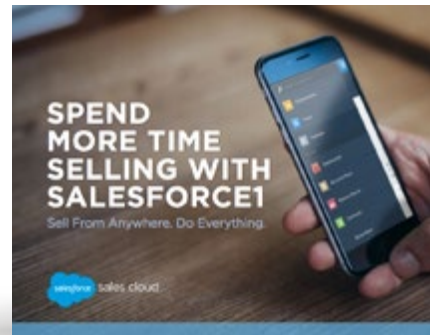 SPEND
MORE TIME
SELLING WITH
SALESFORCE1
Sell From Anywhere. Do Everything.
salesforce sales cloud